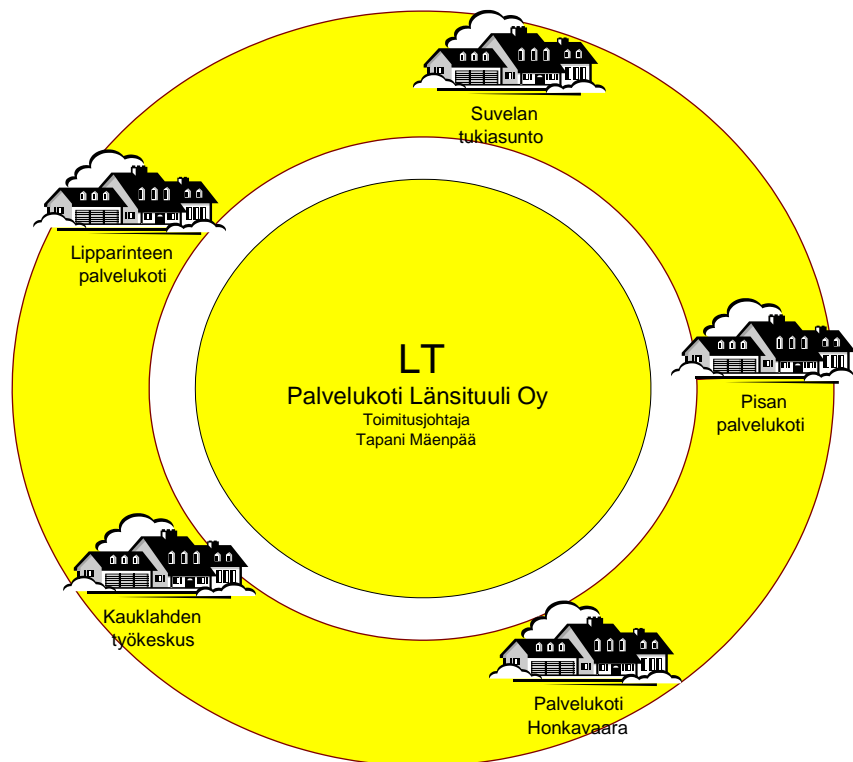 Suvelan
tukiasunto
Lipparinteen
palvelukoti
LT
Palvelukoti Länsituuli Oy
Toimitusjohtaja
Tapani Mäenpää
Pisan
palvelukoti
Kauklahden
työkeskus
Palvelukoti
Honkavaara